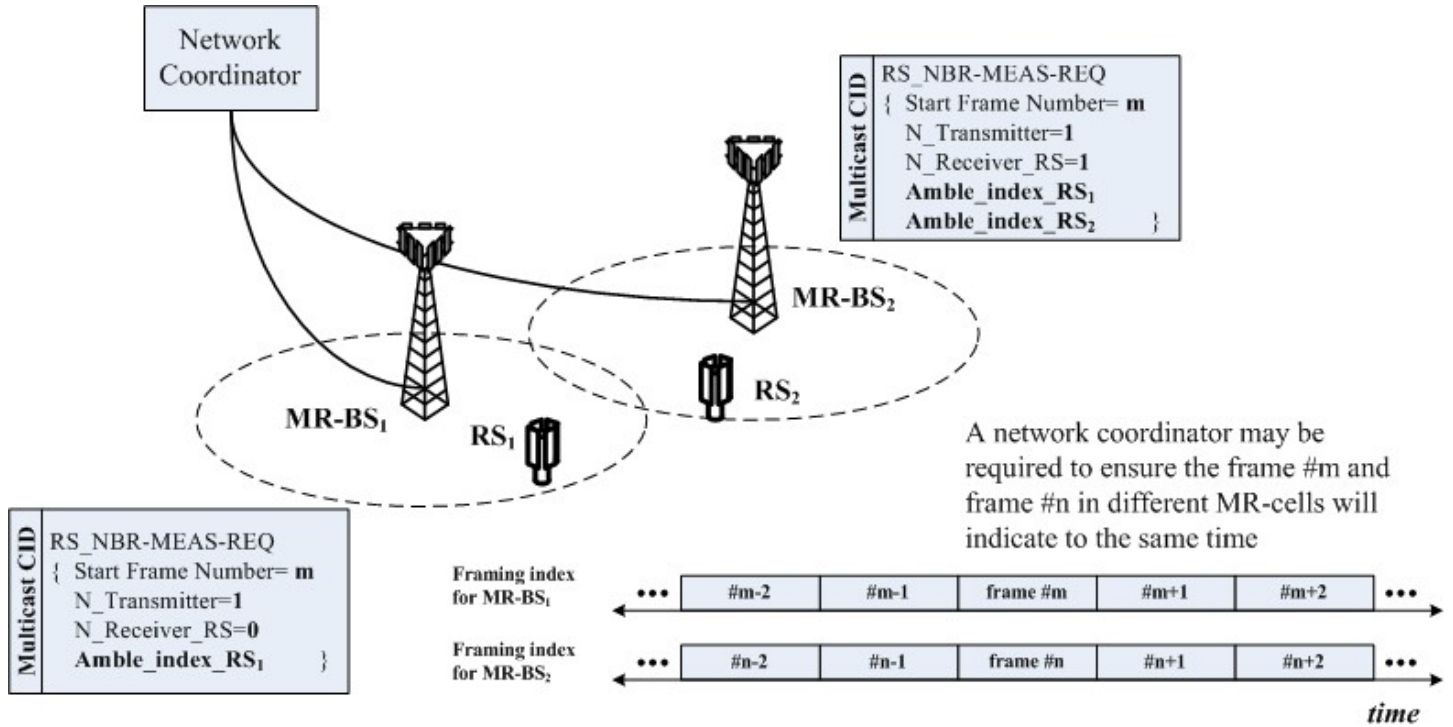 Network
Coordinator
Multicast CID
RS_NBR-MEAS-REQ
{ Start Frame Number= m
N_Transmitter=1
N_Receiver_RS=1
Amble_index_RS₁
Amble_index_RS₂ }
MR-BS₂
RS₂
MR-BS₁
RS₁
A network coordinator may be
required to ensure the frame #m and
frame #n in different MR-cells will
indicate to the same time
Multicast CID
RS_NBR-MEAS-REQ
{ Start Frame Number= m
N_Transmitter=1
N_Receiver_RS=0
Amble_index_RS₁ }
Framing index
for MR-BS₁
••• #m-2 #m-1 frame #m #m+1 #m+2 •••
Framing index
for MR-BS₂
••• #n-2 #n-1 frame #n #n+1 #n+2 •••
time